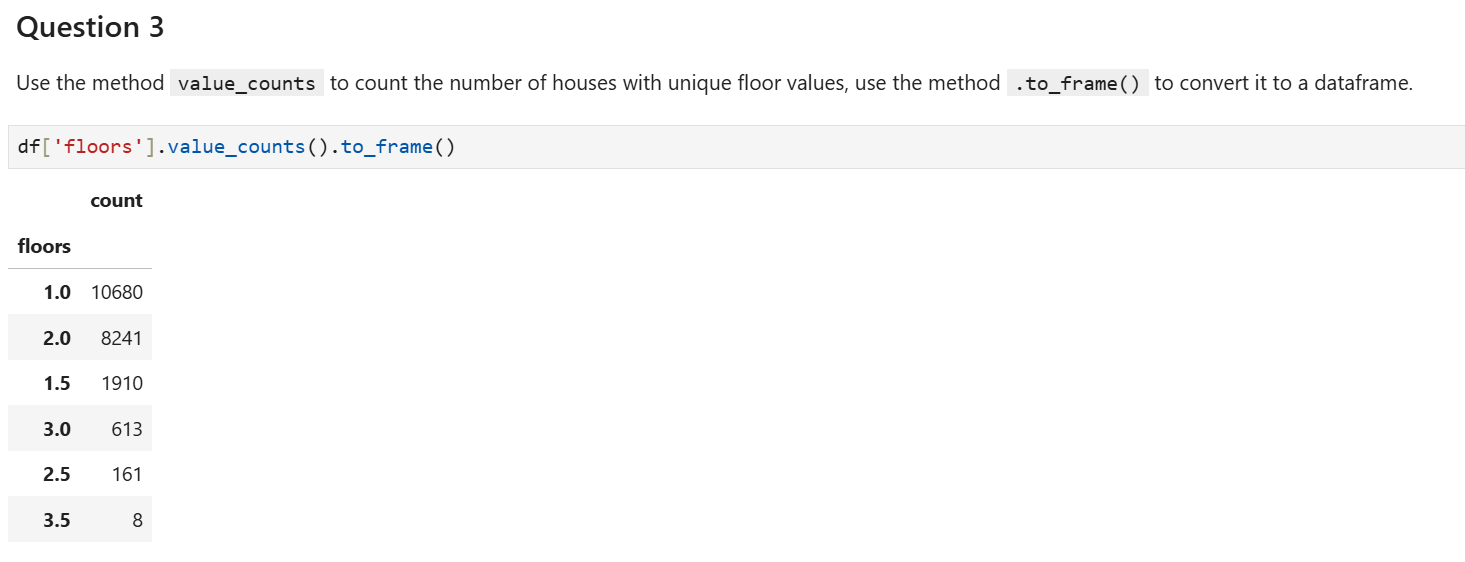 Question 3
Use the method value_counts to count the number of houses with unique floor values, use the method .to_frame() to convert it to a dataframe.
df['floors'].value_counts().to_frame()
count
floors
1.0 10680
2.0 8241
1.5 1910
3.0 613
2.5 161
3.5 8